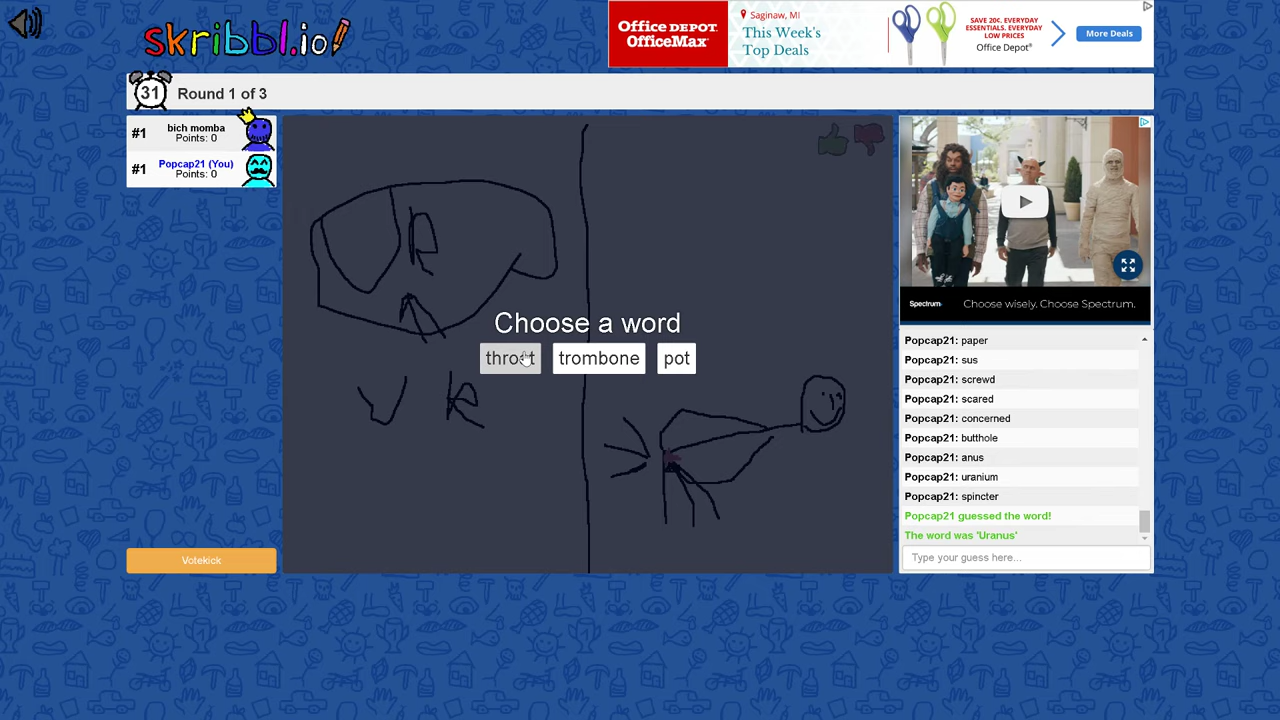 skribbl.io
Office DEPOT
OfficeMax
Saginaw, MI
This Week's
Top Deals
SAVE 20¢. EVERYDAY
ESSENTIALS. EVERYDAY
LOW PRICES
Office Depot
More Deals
31
Round 1 of 3
#1
bich momba
Points: 0
#1
Popcap21 (You)
Points: 0
R
U R
Choose a word
throat trombone pot
Spectrum
Choose wisely. Choose Spectrum.
Popcap21: paper
Popcap21: sus
Popcap21: screwd
Popcap21: scared
Popcap21: concerned
Popcap21: butthole
Popcap21: anus
Popcap21: uranium
Popcap21: spincter
Popcap21 guessed the word!
The word was 'Uranus'
Type your guess here...
Votekick